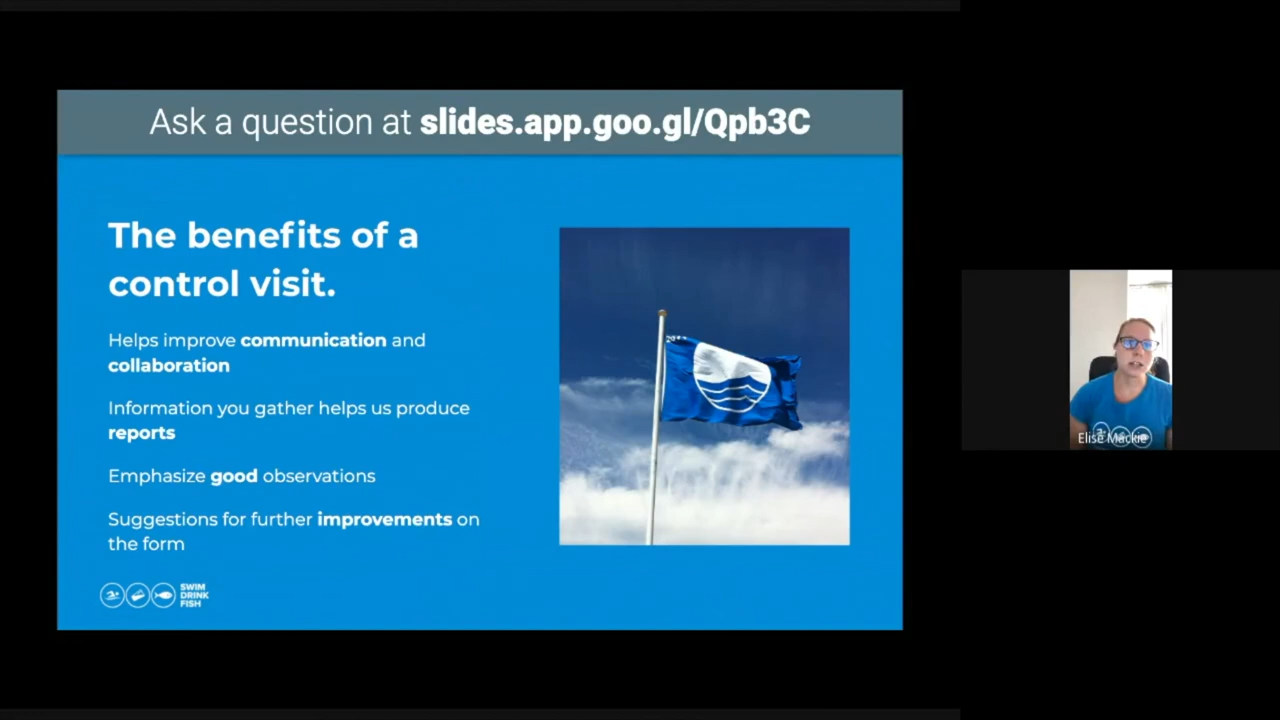 Ask a question at slides.app.goo.gl/Qpb3C
The benefits of a
control visit.
Helps improve communication and
collaboration
Information you gather helps us produce
reports
Emphasize good observations
Suggestions for further improvements on
the form
SWIM
DRINK
FISH
Elise Mackie